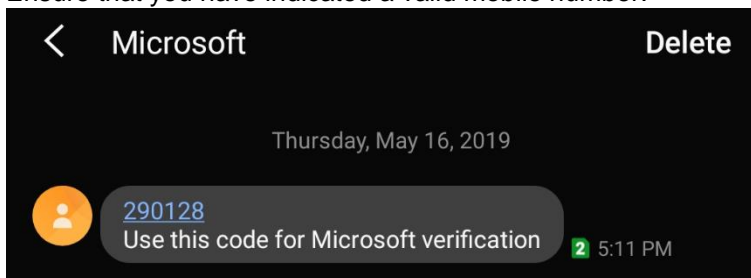 Ensure that you have indicated a valid mobile number.
Microsoft
Delete
Thursday, May 16, 2019
290128
Use this code for Microsoft verification
2 5:11 PM